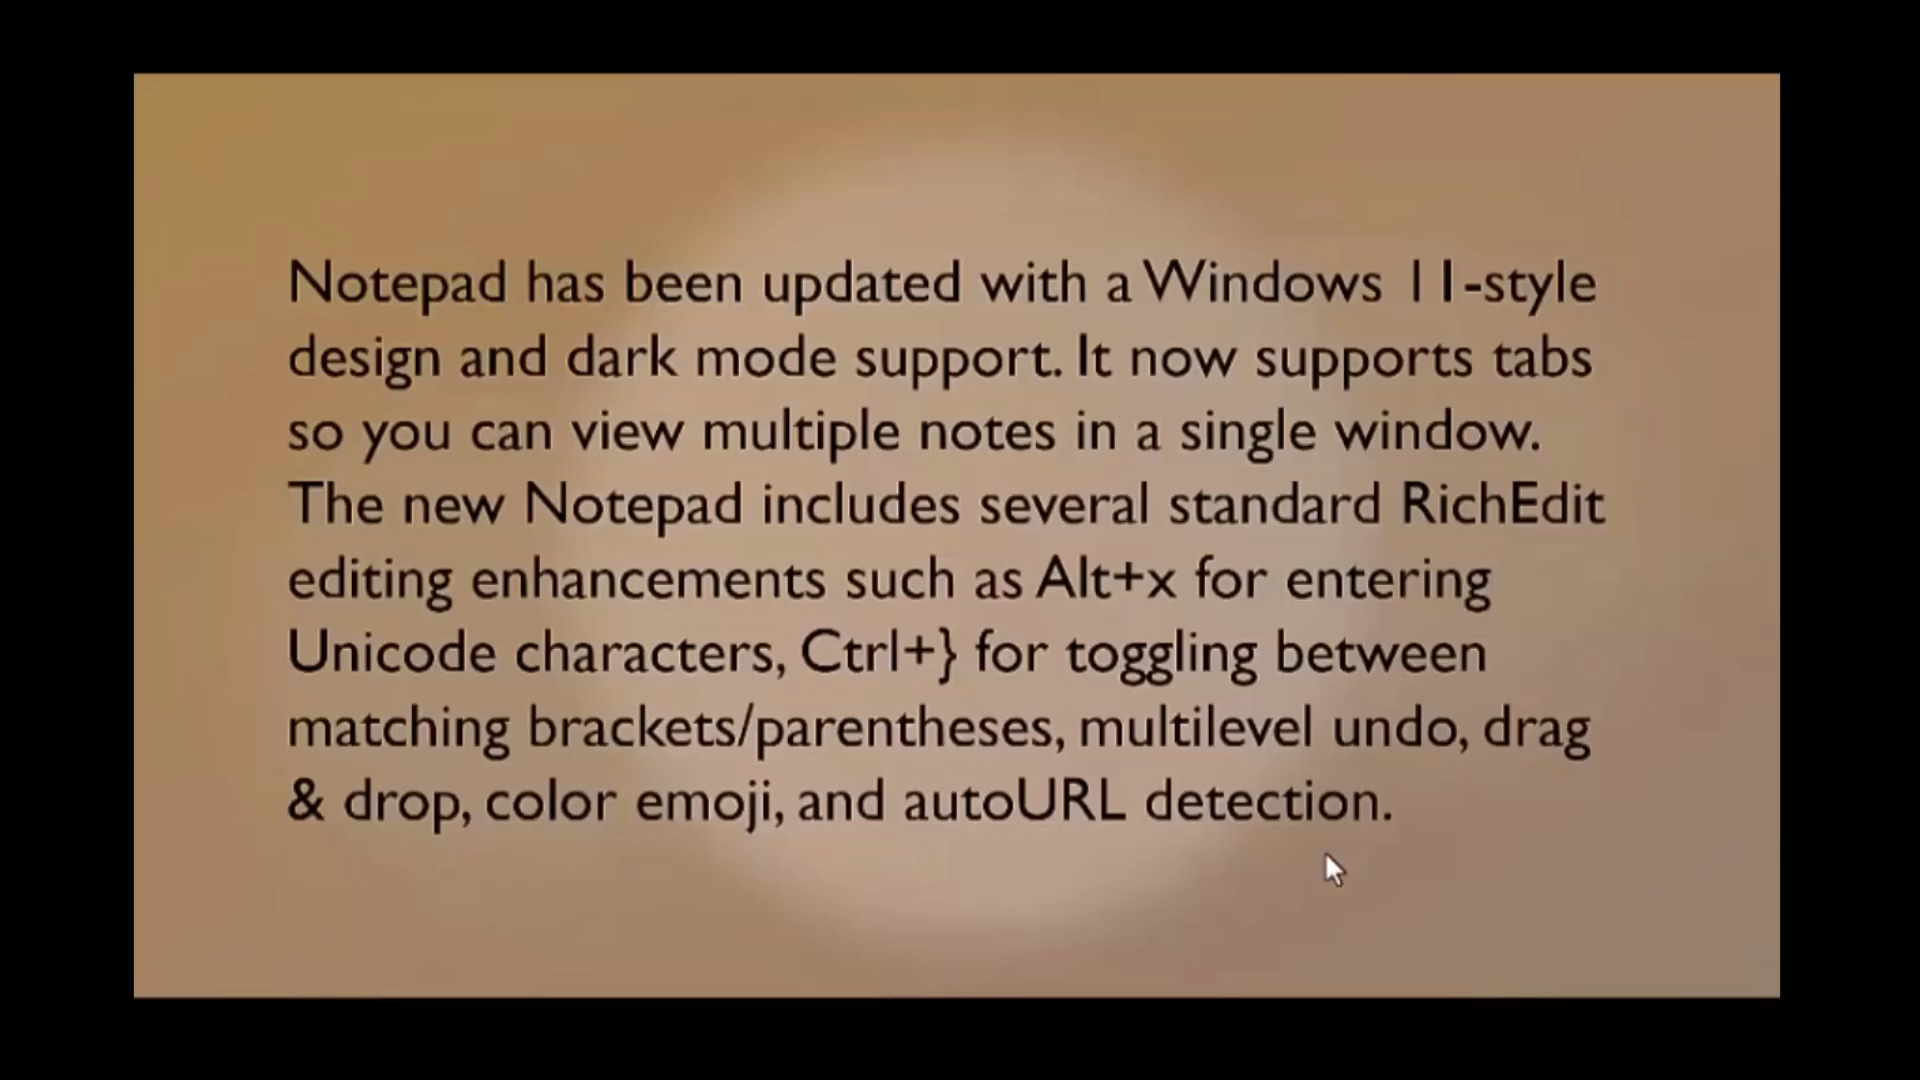 Notepad has been updated with a Windows 11-style
design and dark mode support. It now supports tabs
so you can view multiple notes in a single window.
The new Notepad includes several standard RichEdit
editing enhancements such as Alt+x for entering
Unicode characters, Ctrl+} for toggling between
matching brackets/parentheses, multilevel undo, drag
& drop, color emoji, and autoURL detection.